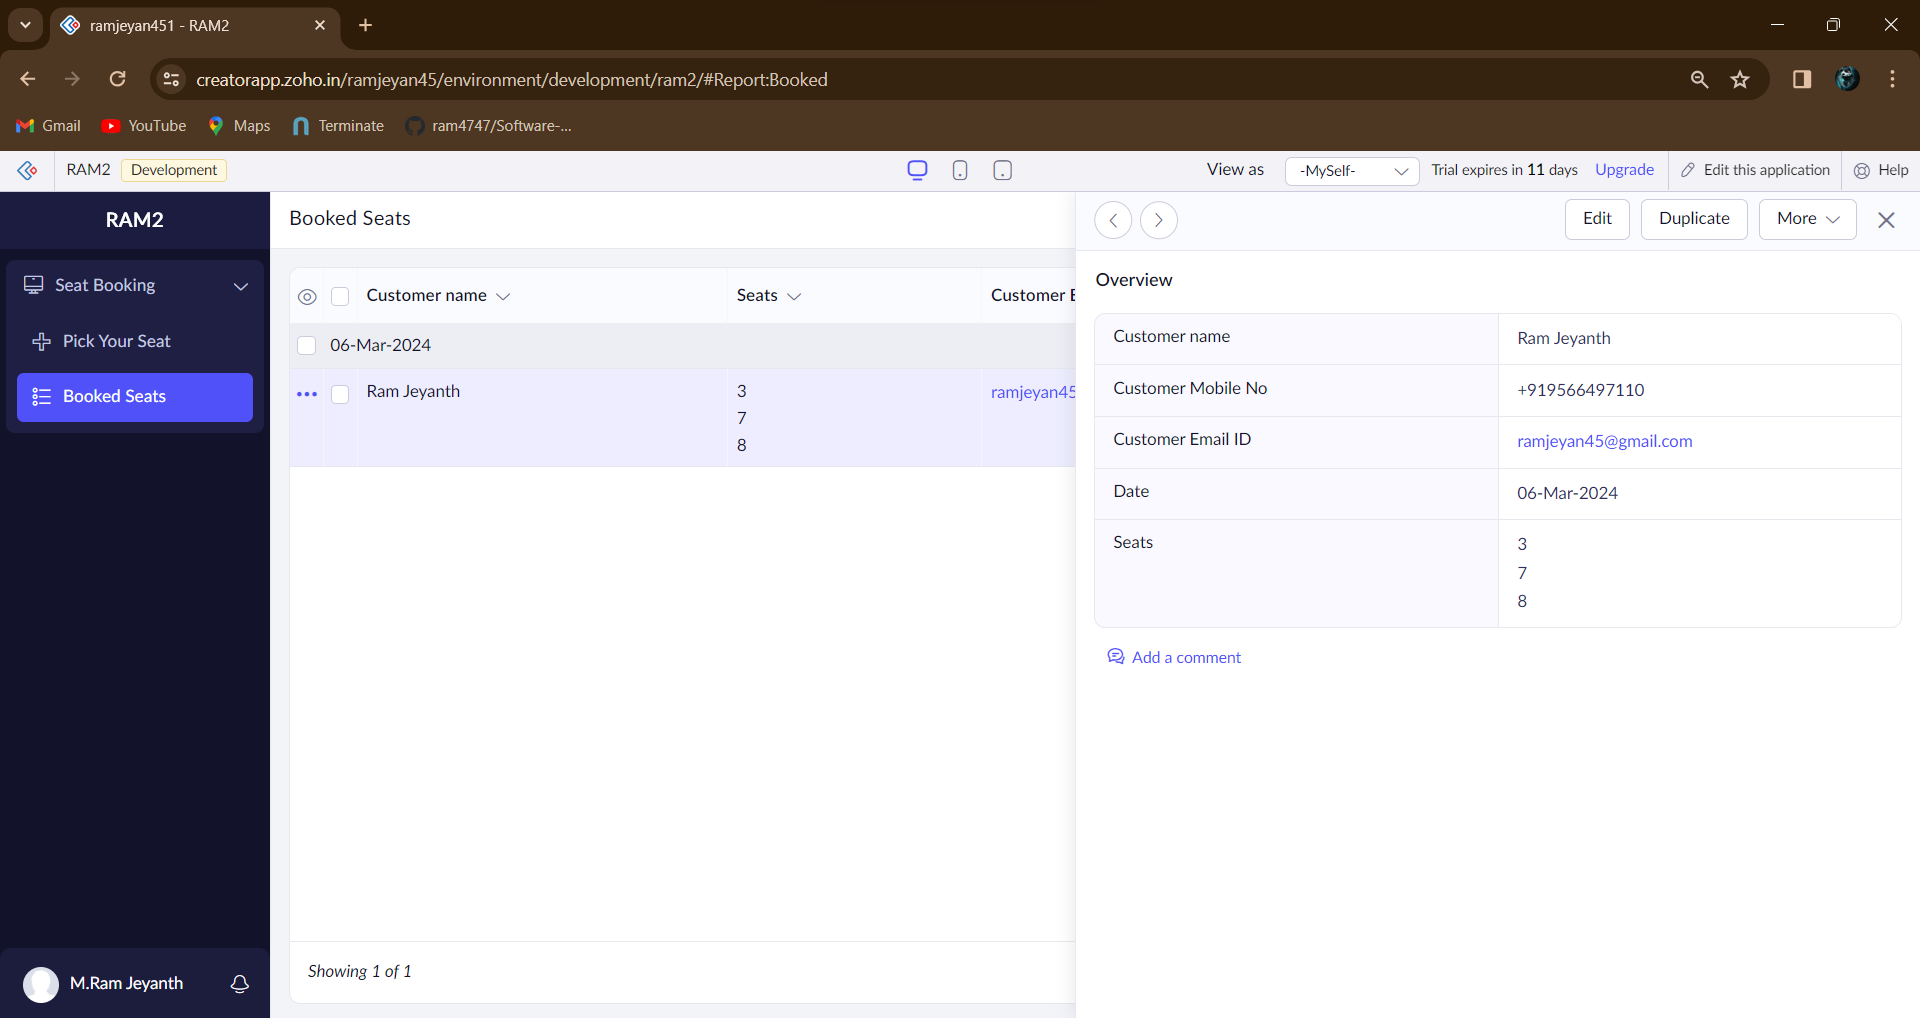 ramjeyan451 - RAM2
creatorapp.zoho.in/ramjeyan45/environment/development/ram2/#Report:Booked
Gmail YouTube Maps Terminate ram4747/Software-...
RAM2 Development View as -MySelf- Trial expires in 11 days Upgrade Edit this application Help
RAM2
Seat Booking
Pick Your Seat
Booked Seats
M.Ram Jeyanth
Booked Seats
Customer name Seats Customer E
06-Mar-2024
Ram Jeyanth 3 ramjeyan45
7
8
Showing 1 of 1
Edit Duplicate More
Overview
Customer name Ram Jeyanth
Customer Mobile No +919566497110
Customer Email ID ramjeyan45@gmail.com
Date 06-Mar-2024
Seats 3
7
8
Add a comment